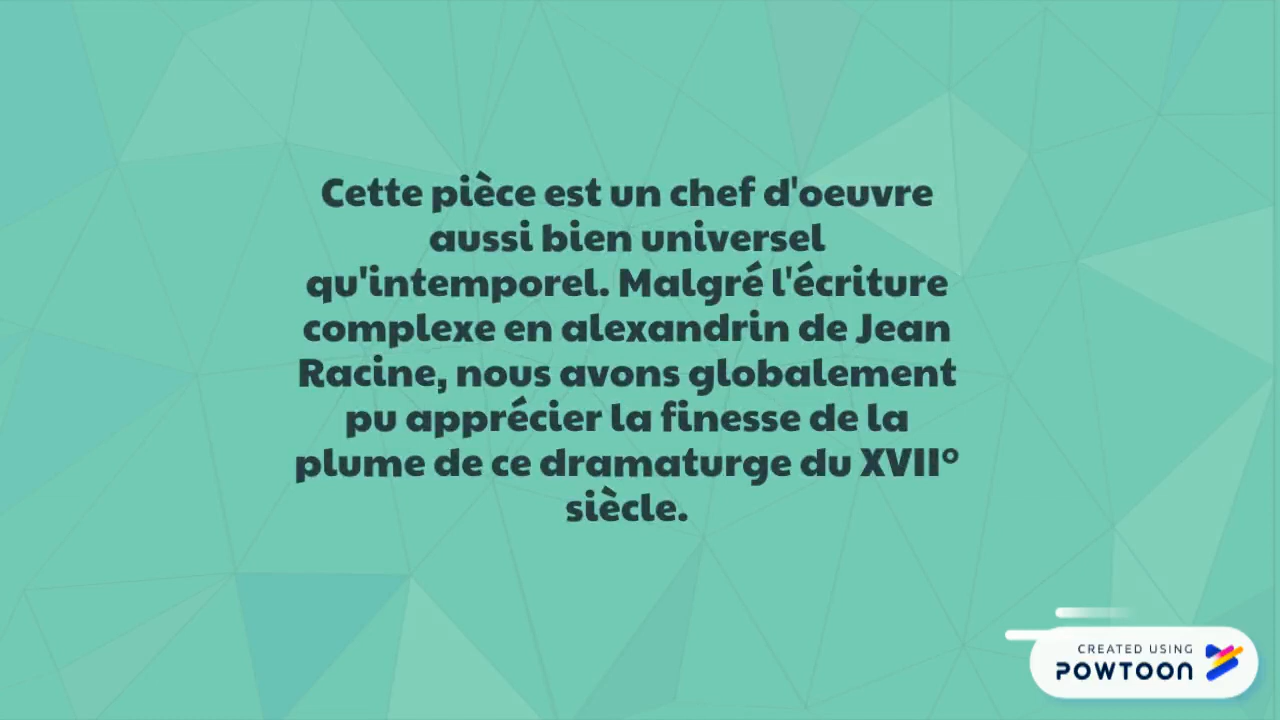 Cette pièce est un chef d'oeuvre
aussi bien universel
qu'intemporel. Malgré l'écriture
complexe en alexandrin de Jean
Racine, nous avons globalement
pu apprécier la finesse de la
plume de ce dramaturge du XVII°
siècle.
CREATED USING
POWTOON